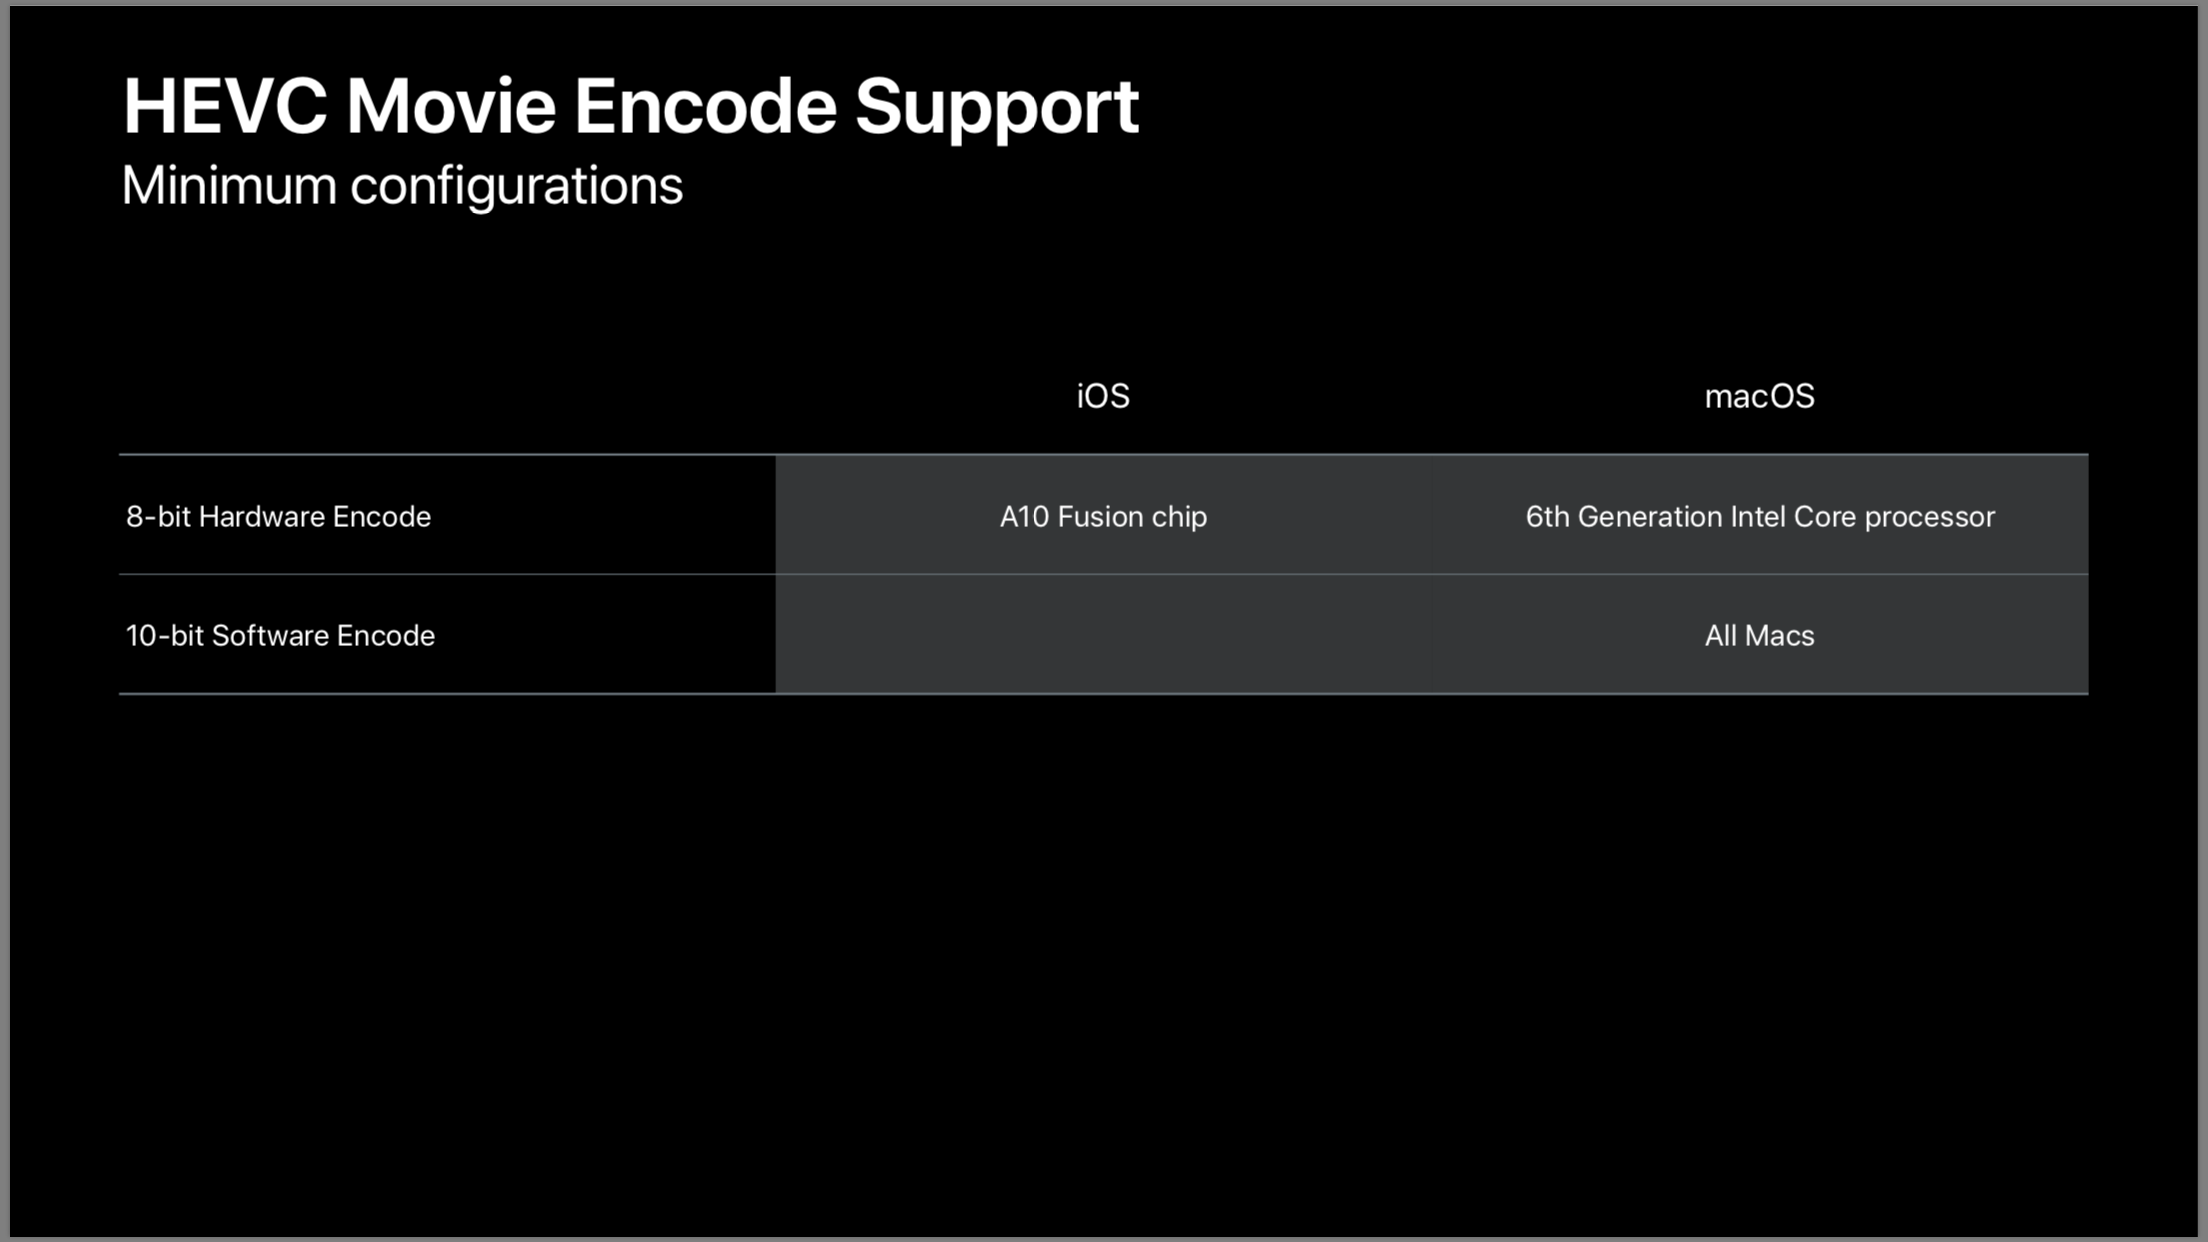 HEVC Movie Encode Support
Minimum configurations
iOS macOS
8-bit Hardware Encode A10 Fusion chip 6th Generation Intel Core processor
10-bit Software Encode All Macs